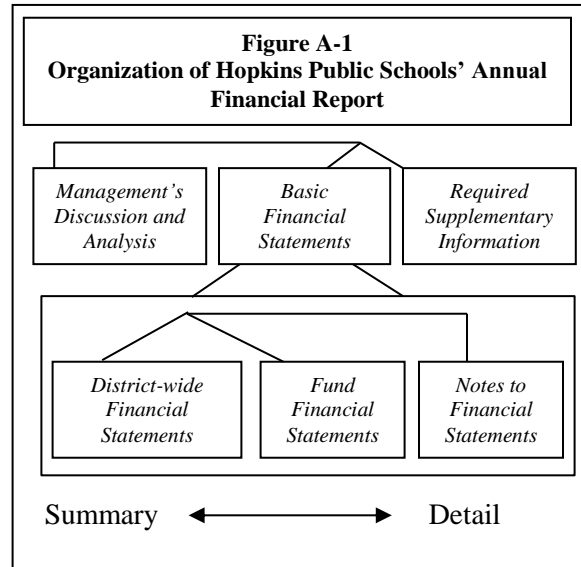 Figure A-1
Organization of Hopkins Public Schools’ Annual
Financial Report
Management’s
Discussion and
Analysis
Basic
Financial
Statements
Required
Supplementary
Information
District-wide
Financial
Statements
Fund
Financial
Statements
Notes to
Financial
Statements
Summary
Detail